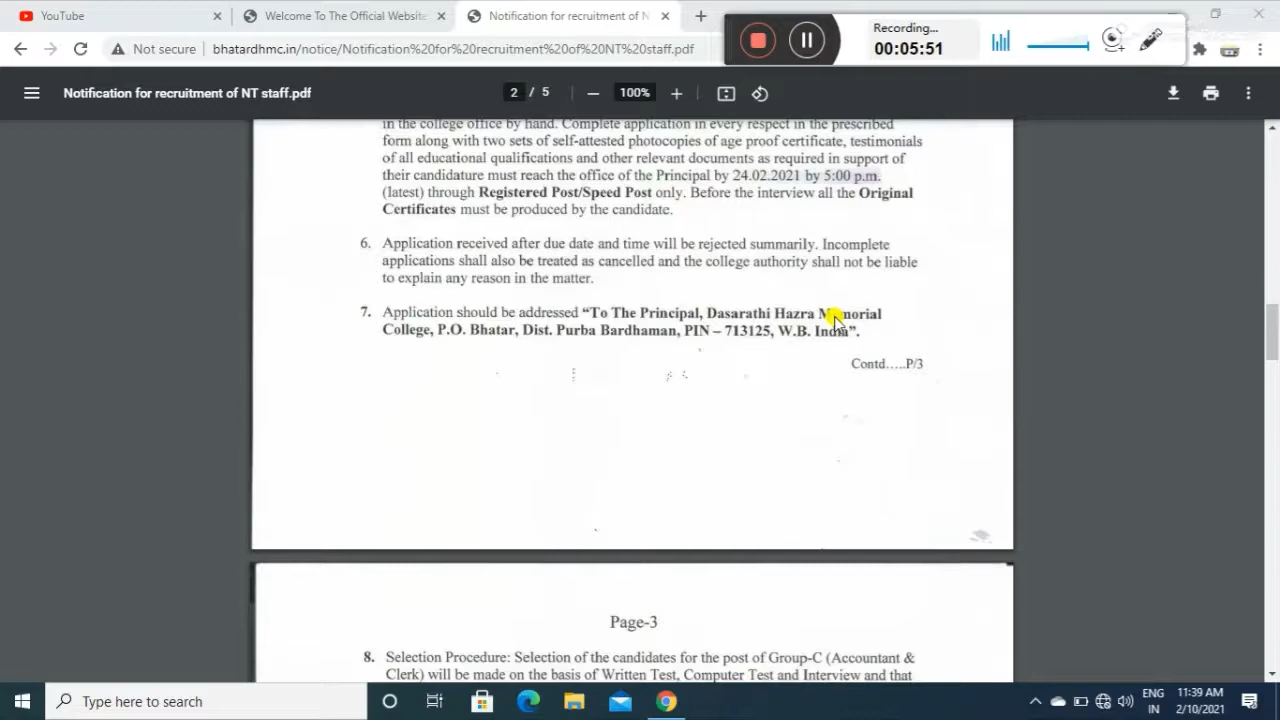 YouTube
Welcome To The Official Website
Notification for recruitment of N
Recording...
00:05:51
Not secure
bhatardhmc.in/notice/Notification%20for%20recruitment%20of%20NT%20staff.pdf
Notification for recruitment of NT staff.pdf
2 / 5
100%
in the college office by hand. Complete application in every respect in the prescribed
form along with two sets of self-attested photocopies of age proof certificate, testimonials
of all educational qualifications and other relevant documents as required in support of
their candidature must reach the office of the Principal by 24.02.2021 by 5:00 p.m.
(latest) through Registered Post/Speed Post only. Before the interview all the Original
Certificates must be produced by the candidate.
6. Application received after due date and time will be rejected summarily. Incomplete
applications shall also be treated as cancelled and the college authority shall not be liable
to explain any reason in the matter.
7. Application should be addressed “To The Principal, Dasarathi Hazra Memorial
College, P.O. Bhatar, Dist. Purba Bardhaman, PIN – 713125, W.B. India”.
Contd.....P/3
Page-3
8. Selection Procedure: Selection of the candidates for the post of Group-C (Accountant &
Clerk) will be made on the basis of Written Test, Computer Test and Interview and that
Type here to search
ENG
IN
11:39 AM
2/10/2021